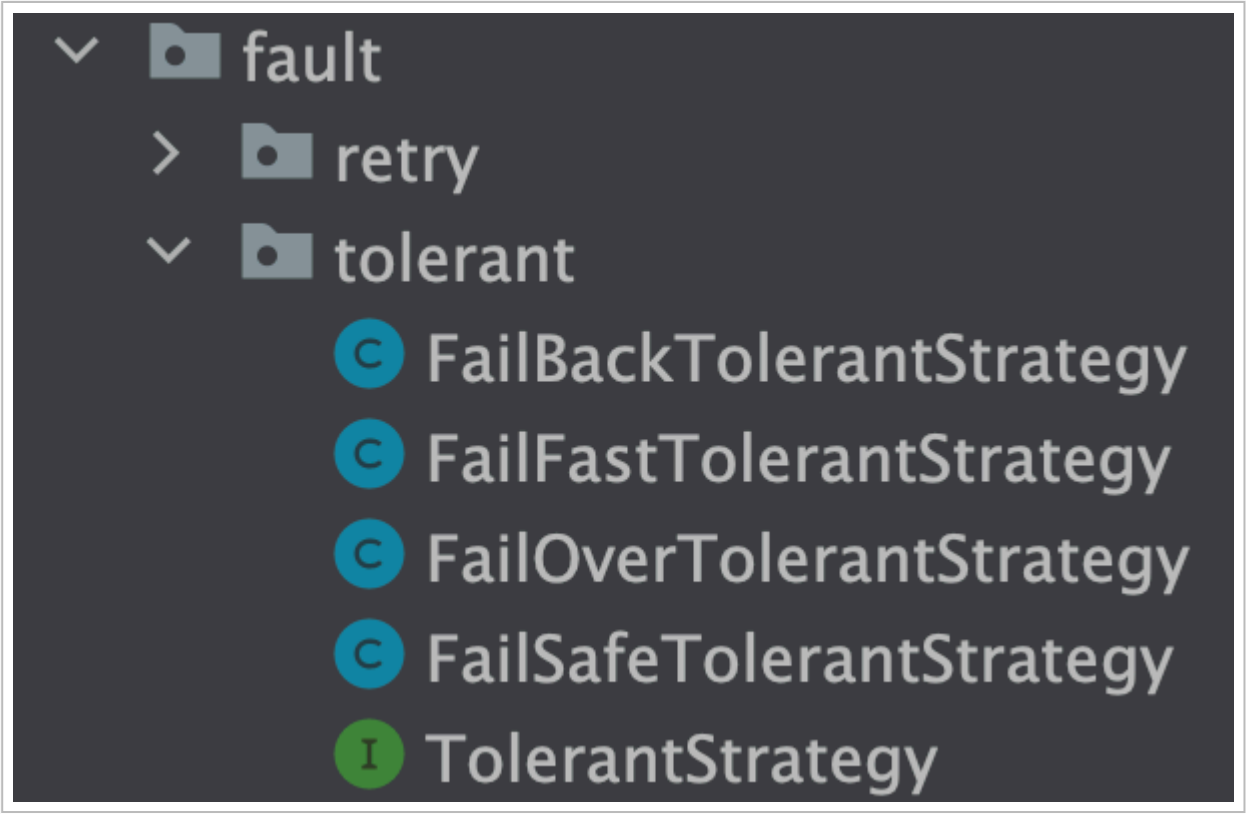 fault
retry
tolerant
C FailBackTolerantStrategy
C FailFastTolerantStrategy
C FailOverTolerantStrategy
C FailSafeTolerantStrategy
I TolerantStrategy